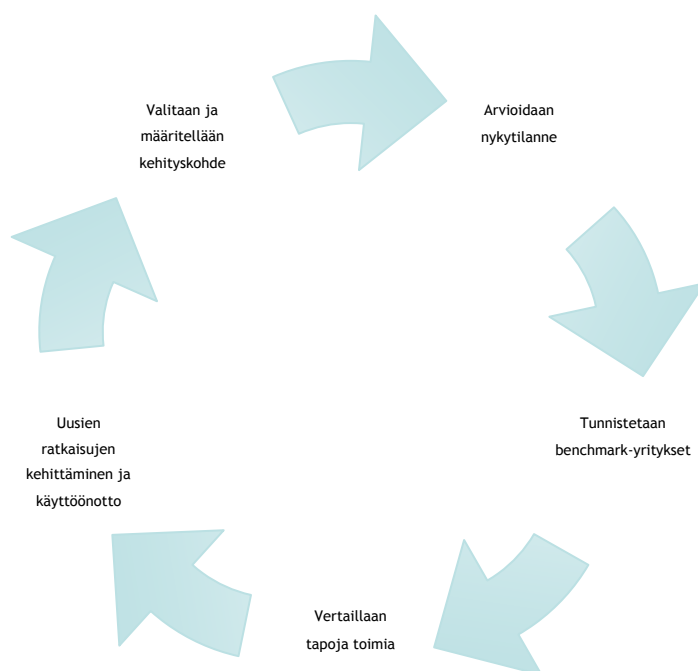 Valitaan ja
määritellään
kehityskohde
Arvioidaan
nykytilanne
Tunnistetaan
benchmark-yritykset
Vertaillaan
tapoja toimia
Uusien
ratkaisujen
kehittäminen ja
käyttöönotto